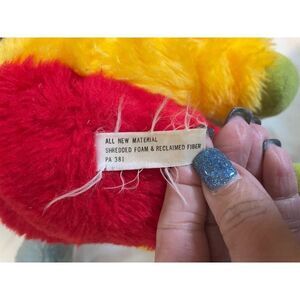 ALL NEW MATERIAL
SHREDDED FOAM & RECLAIMED FIBER
PA 381